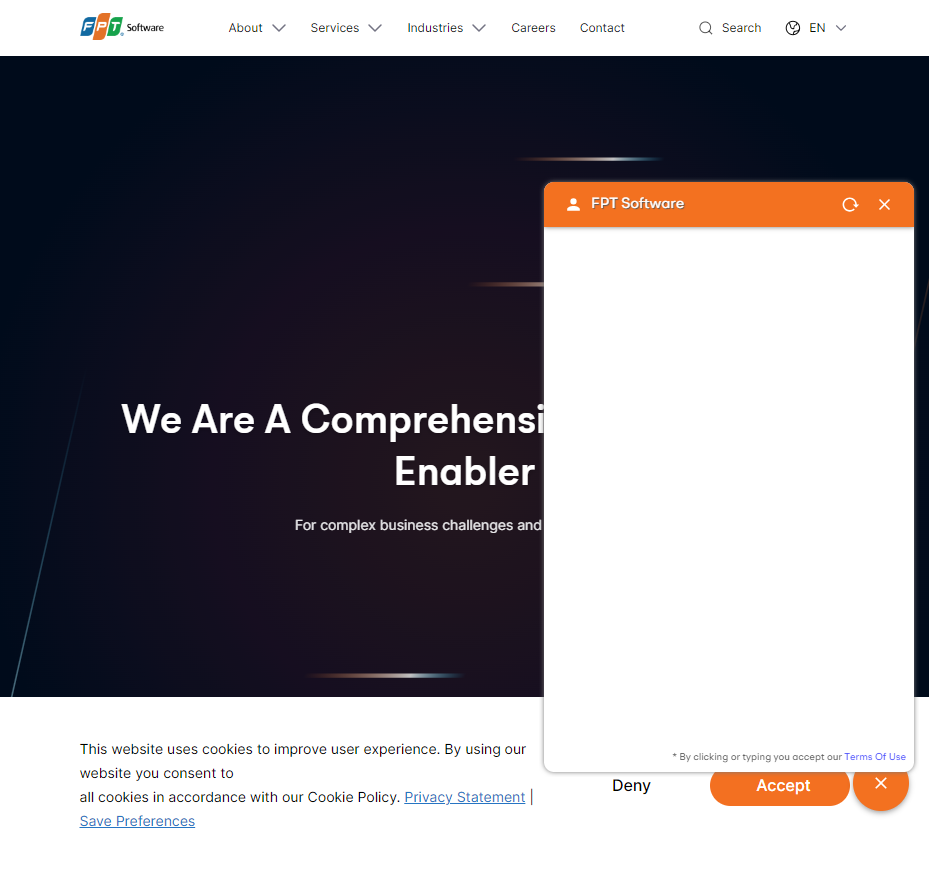 FPT Software
About
Services
Industries
Careers
Contact
Search
EN
FPT Software
We Are A Comprehensi
Enabler
For complex business challenges and
* By clicking or typing you accept our Terms Of Use
This website uses cookies to improve user experience. By using our
website you consent to
all cookies in accordance with our Cookie Policy. Privacy Statement |
Save Preferences
Deny
Accept